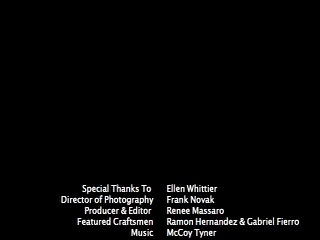 Special Thanks To Ellen Whittier
Director of Photography Frank Novak
Producer & Editor Renee Massaro
Featured Craftsmen Ramon Hernandez & Gabriel Fierro
Music McCoy Tyner